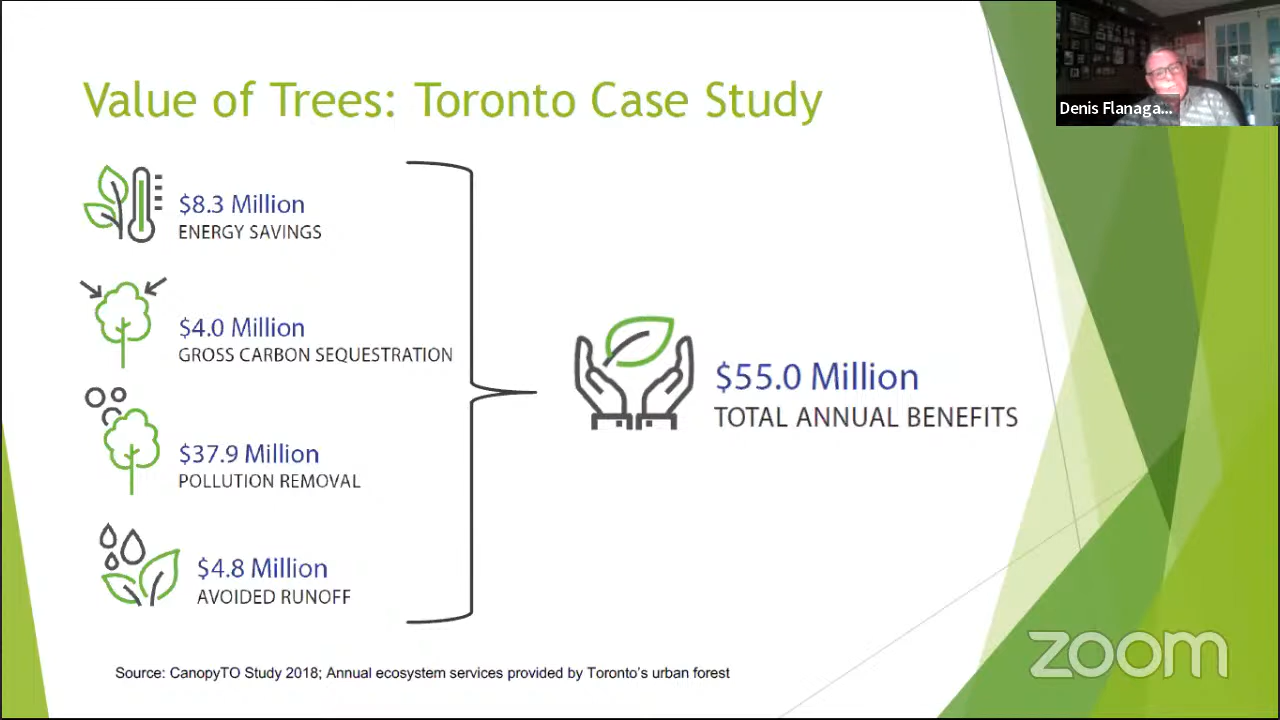 Value of Trees: Toronto Case Study
Denis Flanaga...
$8.3 Million
ENERGY SAVINGS
$4.0 Million
GROSS CARBON SEQUESTRATION
$37.9 Million
POLLUTION REMOVAL
$4.8 Million
AVOIDED RUNOFF
$55.0 Million
TOTAL ANNUAL BENEFITS
Source: CanopyTO Study 2018; Annual ecosystem services provided by Toronto's urban forest
zoom